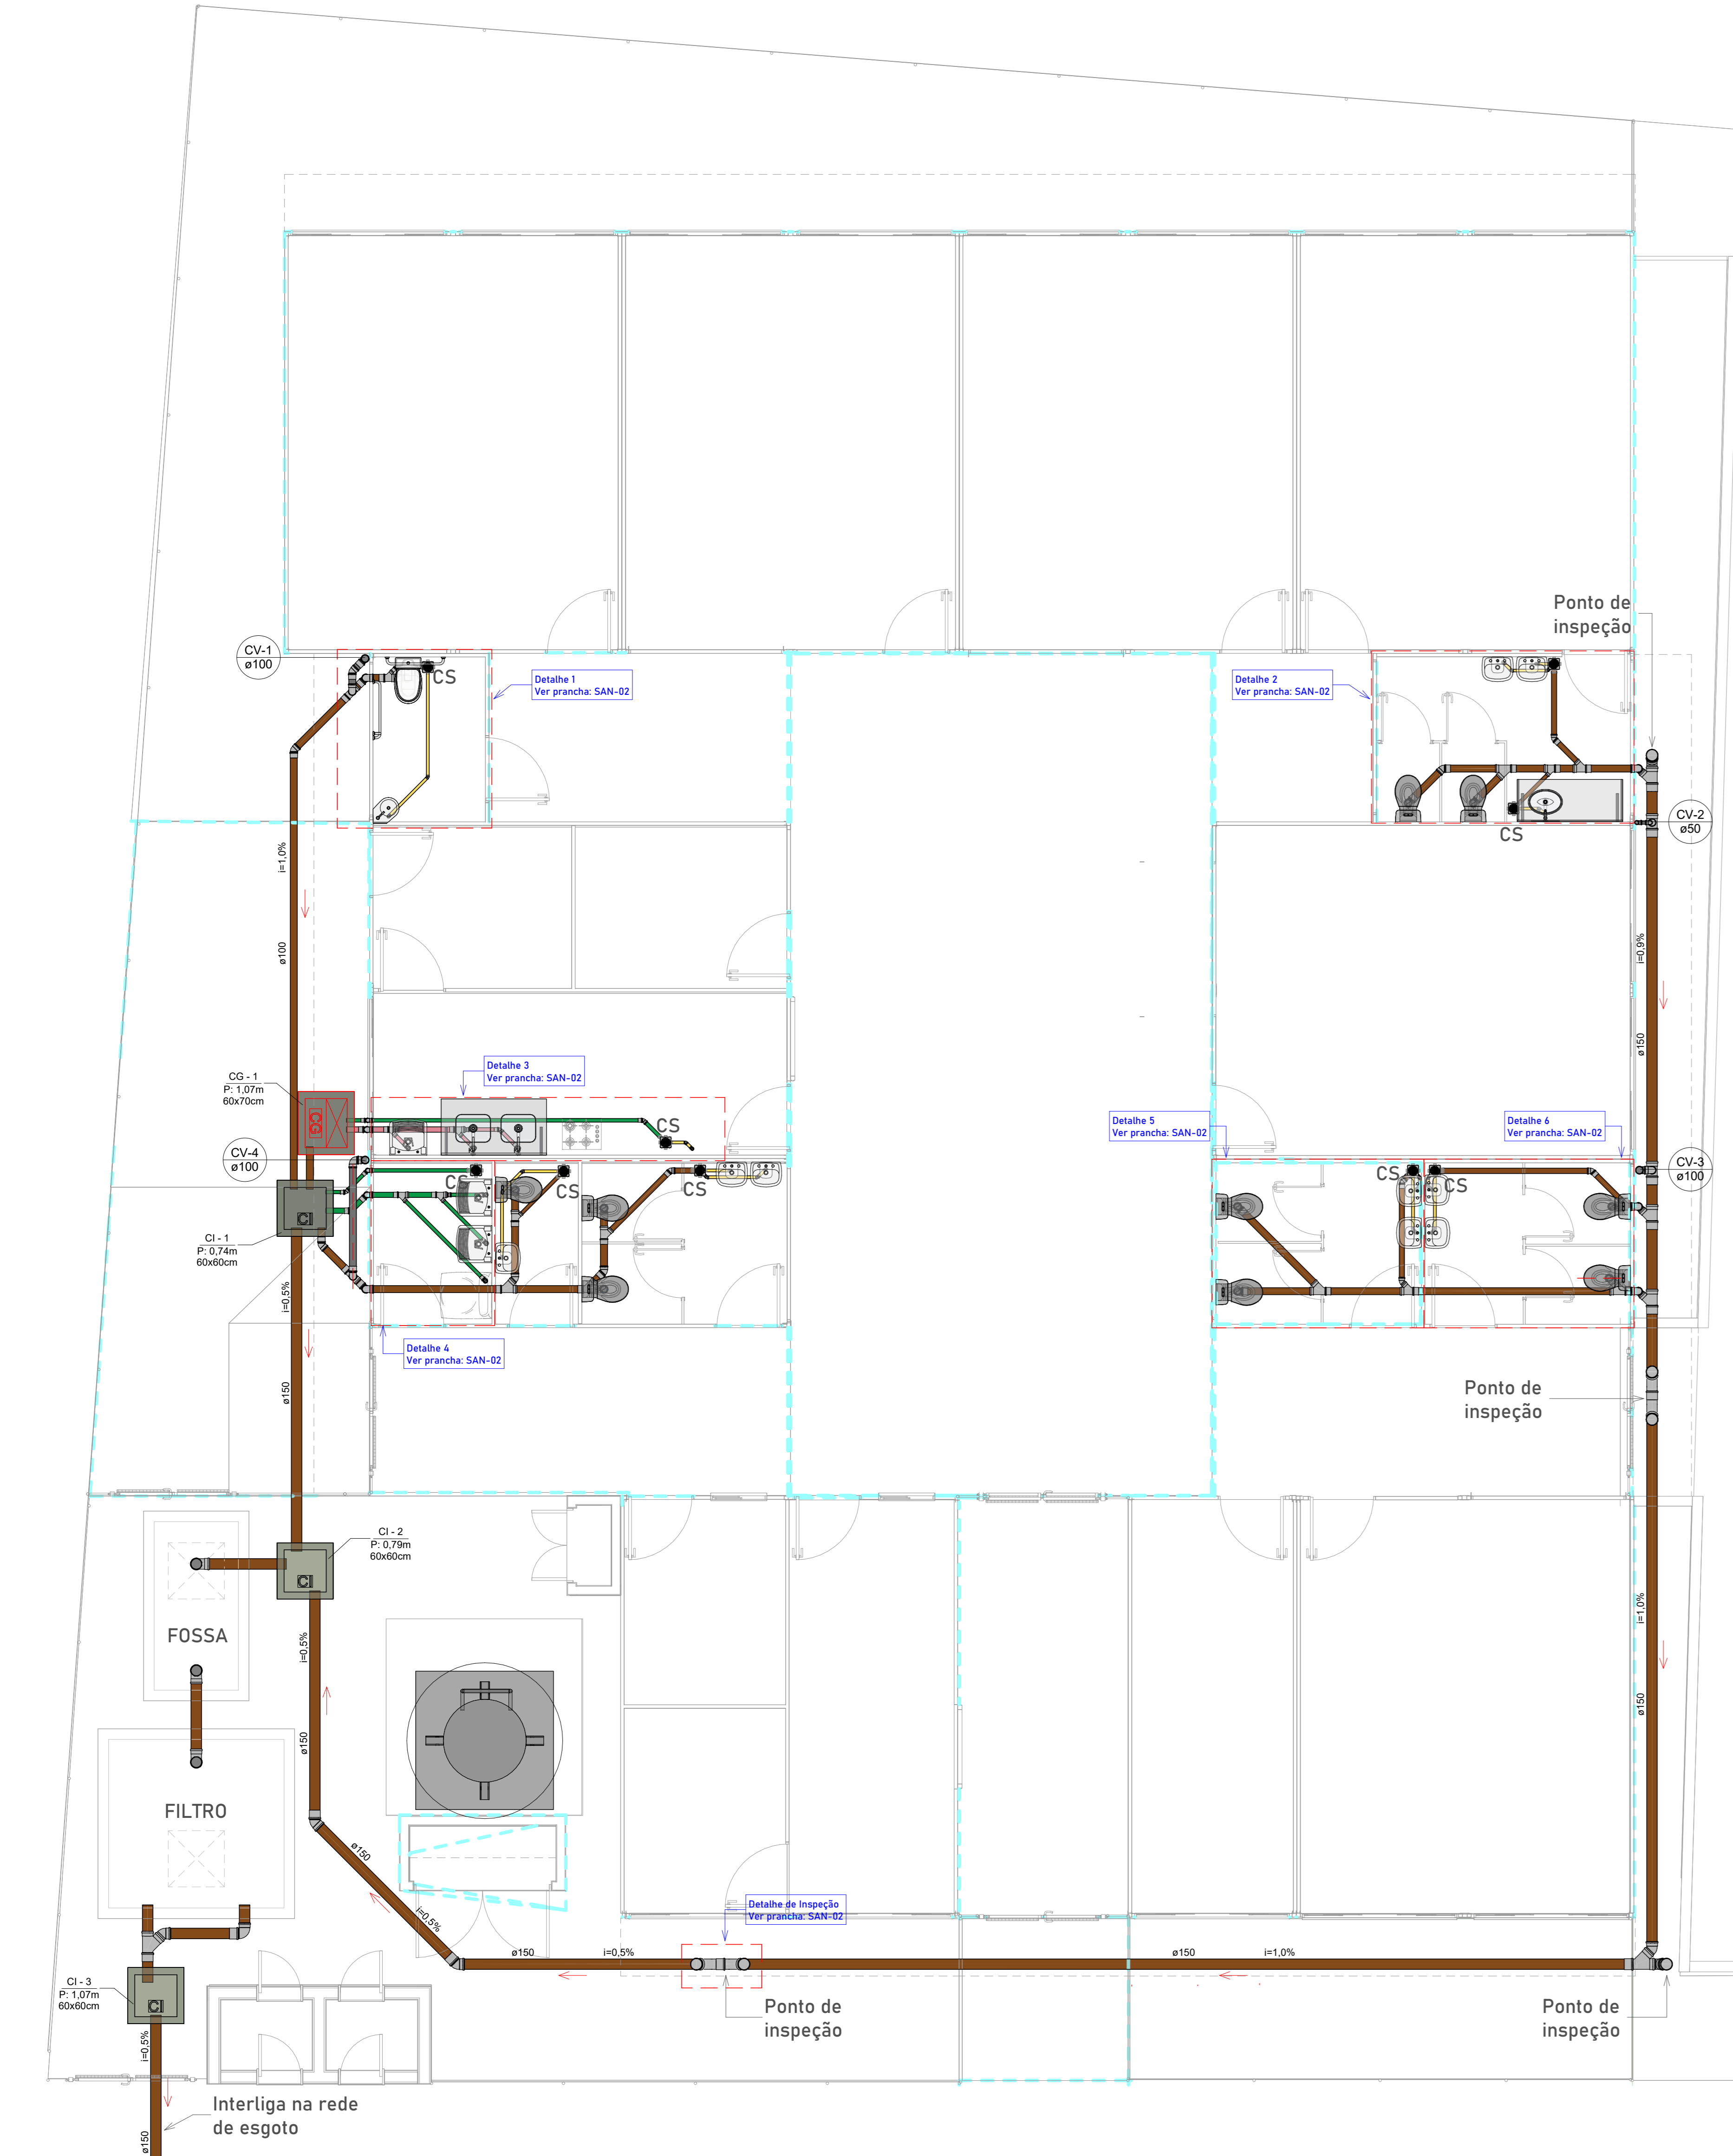 Ponto de
inspeção
CV-1
ø100
CS
Detalhe 1
Ver prancha: SAN-02
Detalhe 2
Ver prancha: SAN-02
CS
CV-2
ø50
i=1,0%
ø100
i=0,9%
ø150
Detalhe 3
Ver prancha: SAN-02
CG - 1
P: 1,07m
60x70cm
CG
CS
Detalhe 5
Ver prancha: SAN-02
Detalhe 6
Ver prancha: SAN-02
CV-4
ø100
CS
CS
CS
CS
CS
CV-3
ø100
CI
CI - 1
P: 0,74m
60x60cm
i=0,5%
ø150
Detalhe 4
Ver prancha: SAN-02
Ponto de
inspeção
CI - 2
P: 0,79m
60x60cm
CI
FOSSA
i=0,5%
ø150
i=1,0%
ø150
FILTRO
ø150
i=0,5%
Detalhe de Inspeção
Ver prancha: SAN-02
ø150
i=0,5%
ø150
i=1,0%
CI - 3
P: 1,07m
60x60cm
CI
Ponto de
inspeção
Ponto de
inspeção
i=0,5%
Interliga na rede
de esgoto
ø150